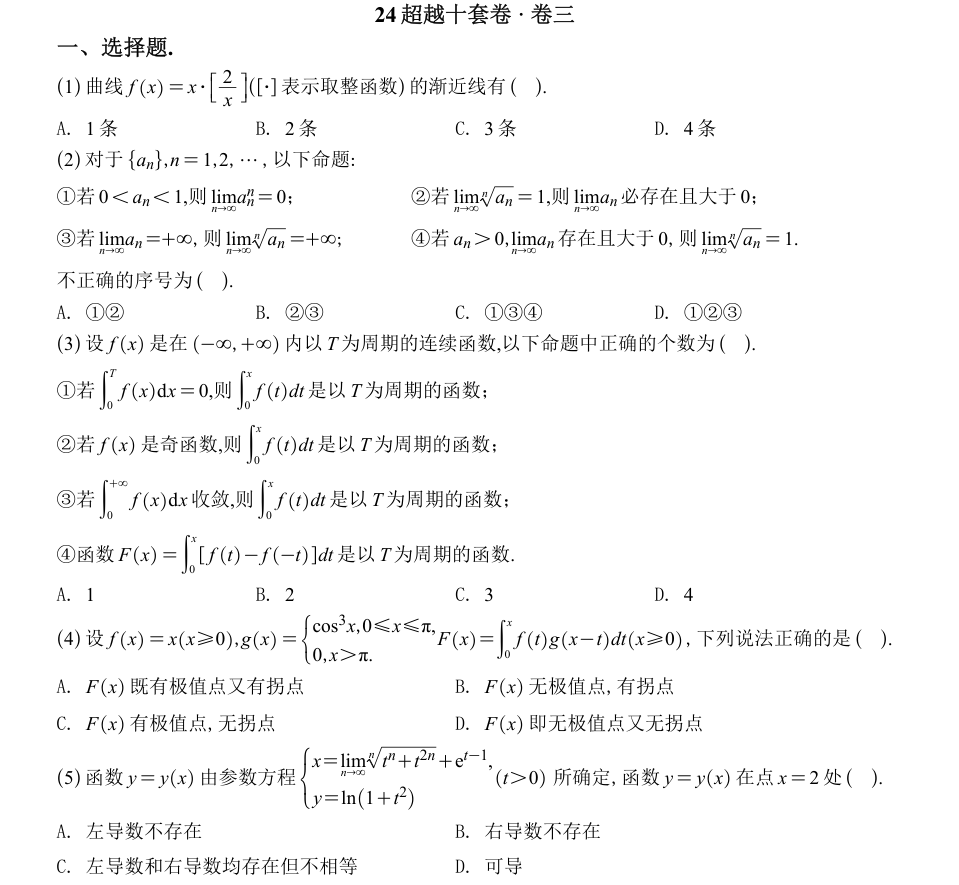 24超越十套卷·卷三
一、选择题.
(1) 曲线 f(x) = x·[2/x]([·] 表示取整函数) 的渐近线有 (   ).
A. 1条 B. 2条 C. 3条 D. 4条
(2) 对于 {aₙ},n = 1,2, ⋯ , 以下命题:
①若 0 < aₙ < 1,则 lim_{n→∞} aₙⁿ = 0; ②若 lim_{n→∞} ⁿ√aₙ = 1,则 lim_{n→∞} aₙ 必存在且大于 0;
③若 lim_{n→∞} aₙ = +∞, 则 lim_{n→∞} ⁿ√aₙ = +∞; ④若 aₙ > 0, lim_{n→∞} aₙ 存在且大于 0, 则 lim_{n→∞} ⁿ√aₙ = 1.
不正确的序号为 (   ).
A. ①② B. ②③ C. ①③④ D. ①②③
(3) 设 f(x) 是在 (−∞, +∞) 内以 T 为周期的连续函数,以下命题中正确的个数为 (   ).
①若 ∫₀ᵀ f(x)dx = 0,则 ∫₀ˣ f(t)dt 是以 T 为周期的函数;
②若 f(x) 是奇函数,则 ∫₀ˣ f(t)dt 是以 T 为周期的函数;
③若 ∫₀^{+∞} f(x)dx 收敛,则 ∫₀ˣ f(t)dt 是以 T 为周期的函数;
④函数 F(x) = ∫₀ˣ [f(t) − f(−t)]dt 是以 T 为周期的函数.
A. 1 B. 2 C. 3 D. 4
(4) 设 f(x) = x(x⩾0), g(x) = { cos³x, 0⩽x⩽π, 0, x>π. F(x) = ∫₀ˣ f(t)g(x−t)dt(x⩾0), 下列说法正确的是 (   ).
A. F(x) 既有极值点又有拐点 B. F(x) 无极值点, 有拐点
C. F(x) 有极值点, 无拐点 D. F(x) 即无极值点又无拐点
(5) 函数 y = y(x) 由参数方程 { x = lim_{n→∞} ⁿ√(tⁿ + t²ⁿ) + e^{t−1}, y = ln(1 + t²) (t > 0) 所确定, 函数 y = y(x) 在点 x = 2 处 (   ).
A. 左导数不存在 B. 右导数不存在
C. 左导数和右导数均存在但不相等 D. 可导